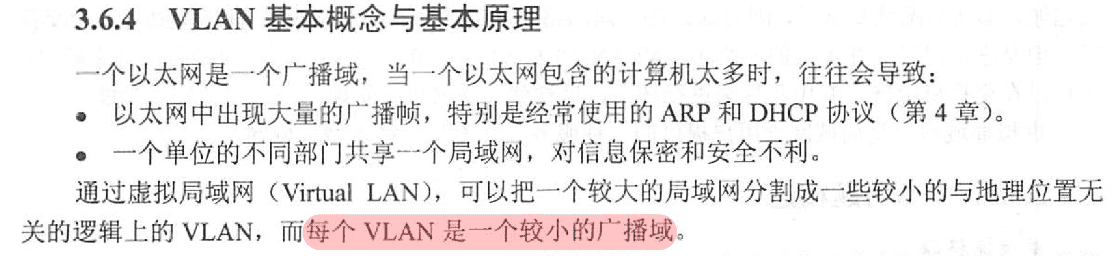 3.6.4 VLAN 基本概念与基本原理
一个以太网是一个广播域，当一个以太网包含的计算机太多时，往往会导致：
● 以太网中出现大量的广播帧，特别是经常使用的 ARP 和 DHCP 协议（第 4 章）。
● 一个单位的不同部门共享一个局域网，对信息保密和安全不利。
通过虚拟局域网（Virtual LAN），可以把一个较大的局域网分割成一些较小的与地理位置无
关的逻辑上的 VLAN，而每个 VLAN 是一个较小的广播域。